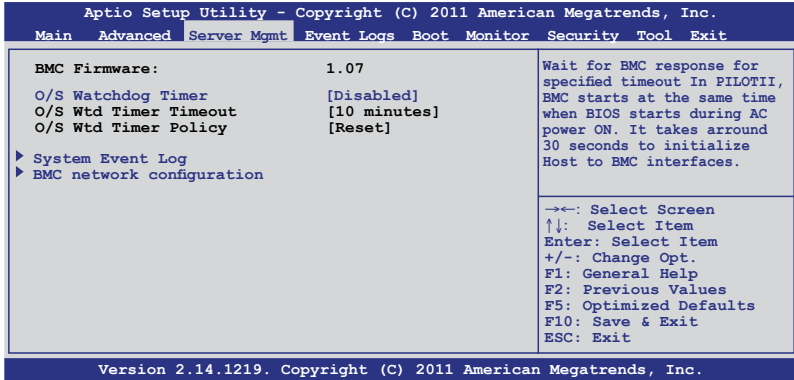 Aptio Setup Utility - Copyright (C) 2011 American Megatrends, Inc.
Main Advanced Server Mgmt Event Logs Boot Monitor Security Tool Exit
BMC Firmware: 1.07
O/S Watchdog Timer [Disabled]
O/S Wtd Timer Timeout [10 minutes]
O/S Wtd Timer Policy [Reset]
System Event Log
BMC network configuration
Wait for BMC response for
specified timeout In PILOTII,
BMC starts at the same time
when BIOS starts during AC
power ON. It takes arround
30 seconds to initialize
Host to BMC interfaces.
→←: Select Screen
↑↓: Select Item
Enter: Select Item
+/-: Change Opt.
F1: General Help
F2: Previous Values
F5: Optimized Defaults
F10: Save & Exit
ESC: Exit
Version 2.14.1219. Copyright (C) 2011 American Megatrends, Inc.